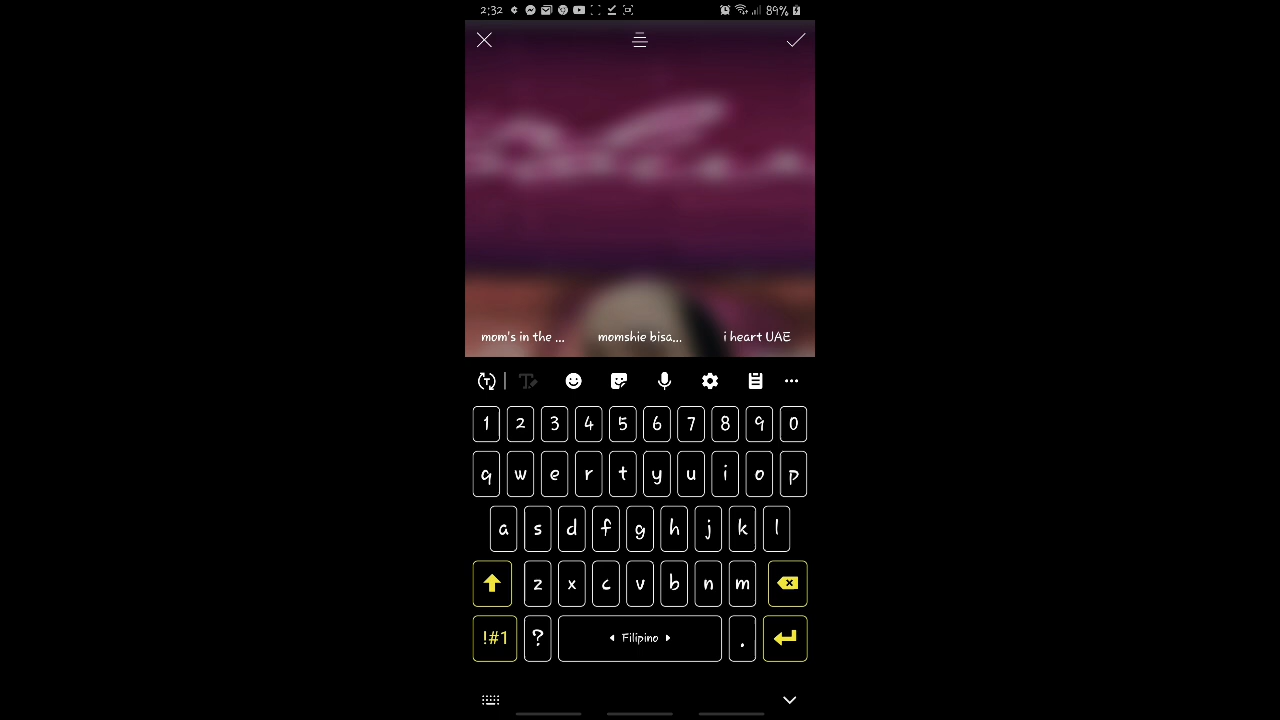 2:32
89%
mom's in the ...
momshie bisa...
i heart UAE
1 2 3 4 5 6 7 8 9 0
q w e r t y u i o p
a s d f g h j k l
z x c v b n m
!#1 ? Filipino .